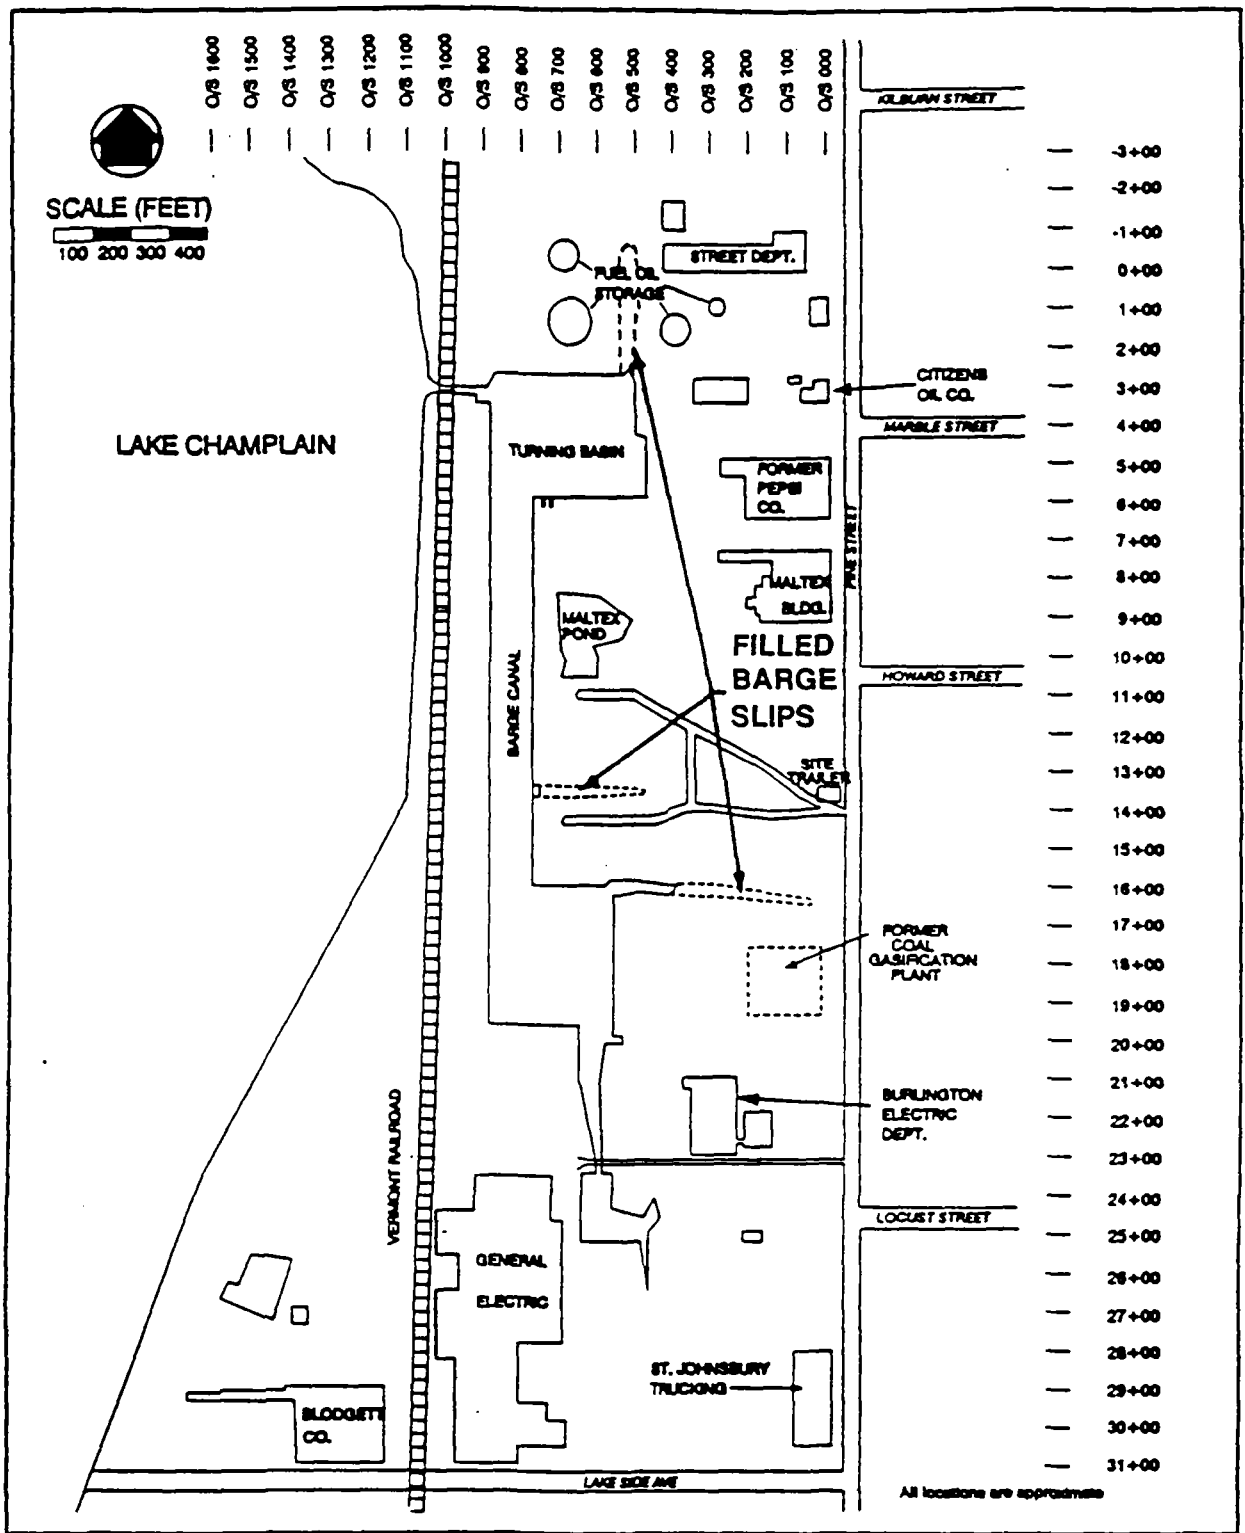 O/S 1600
O/S 1500
O/S 1400
O/S 1300
O/S 1200
O/S 1100
O/S 1000
O/S 900
O/S 800
O/S 700
O/S 600
O/S 500
O/S 400
O/S 300
O/S 200
O/S 100
O/S 000
KILBURN STREET
-3+00
-2+00
-1+00
0+00
1+00
2+00
3+00
4+00
5+00
6+00
7+00
8+00
9+00
10+00
11+00
12+00
13+00
14+00
15+00
16+00
17+00
18+00
19+00
20+00
21+00
22+00
23+00
24+00
25+00
26+00
27+00
28+00
29+00
30+00
31+00
SCALE (FEET)
100 200 300 400
STREET DEPT.
FUEL OIL
STORAGE
CITIZENS
OIL CO.
MARBLE STREET
LAKE CHAMPLAIN
TURNING BASIN
FORMER
PEPSI
CO.
PINE STREET
MALTEX
BLDG.
MALTEX
POND
FILLED
BARGE
SLIPS
HOWARD STREET
BARGE CANAL
SITE
TRAILER
FORMER
COAL
GASIFICATION
PLANT
BURLINGTON
ELECTRIC
DEPT.
VERMONT RAILROAD
LOCUST STREET
GENERAL
ELECTRIC
ST. JOHNSBURY
TRUCKING
BLODGETT
CO.
LAKE SIDE AVE
All locations are approximate